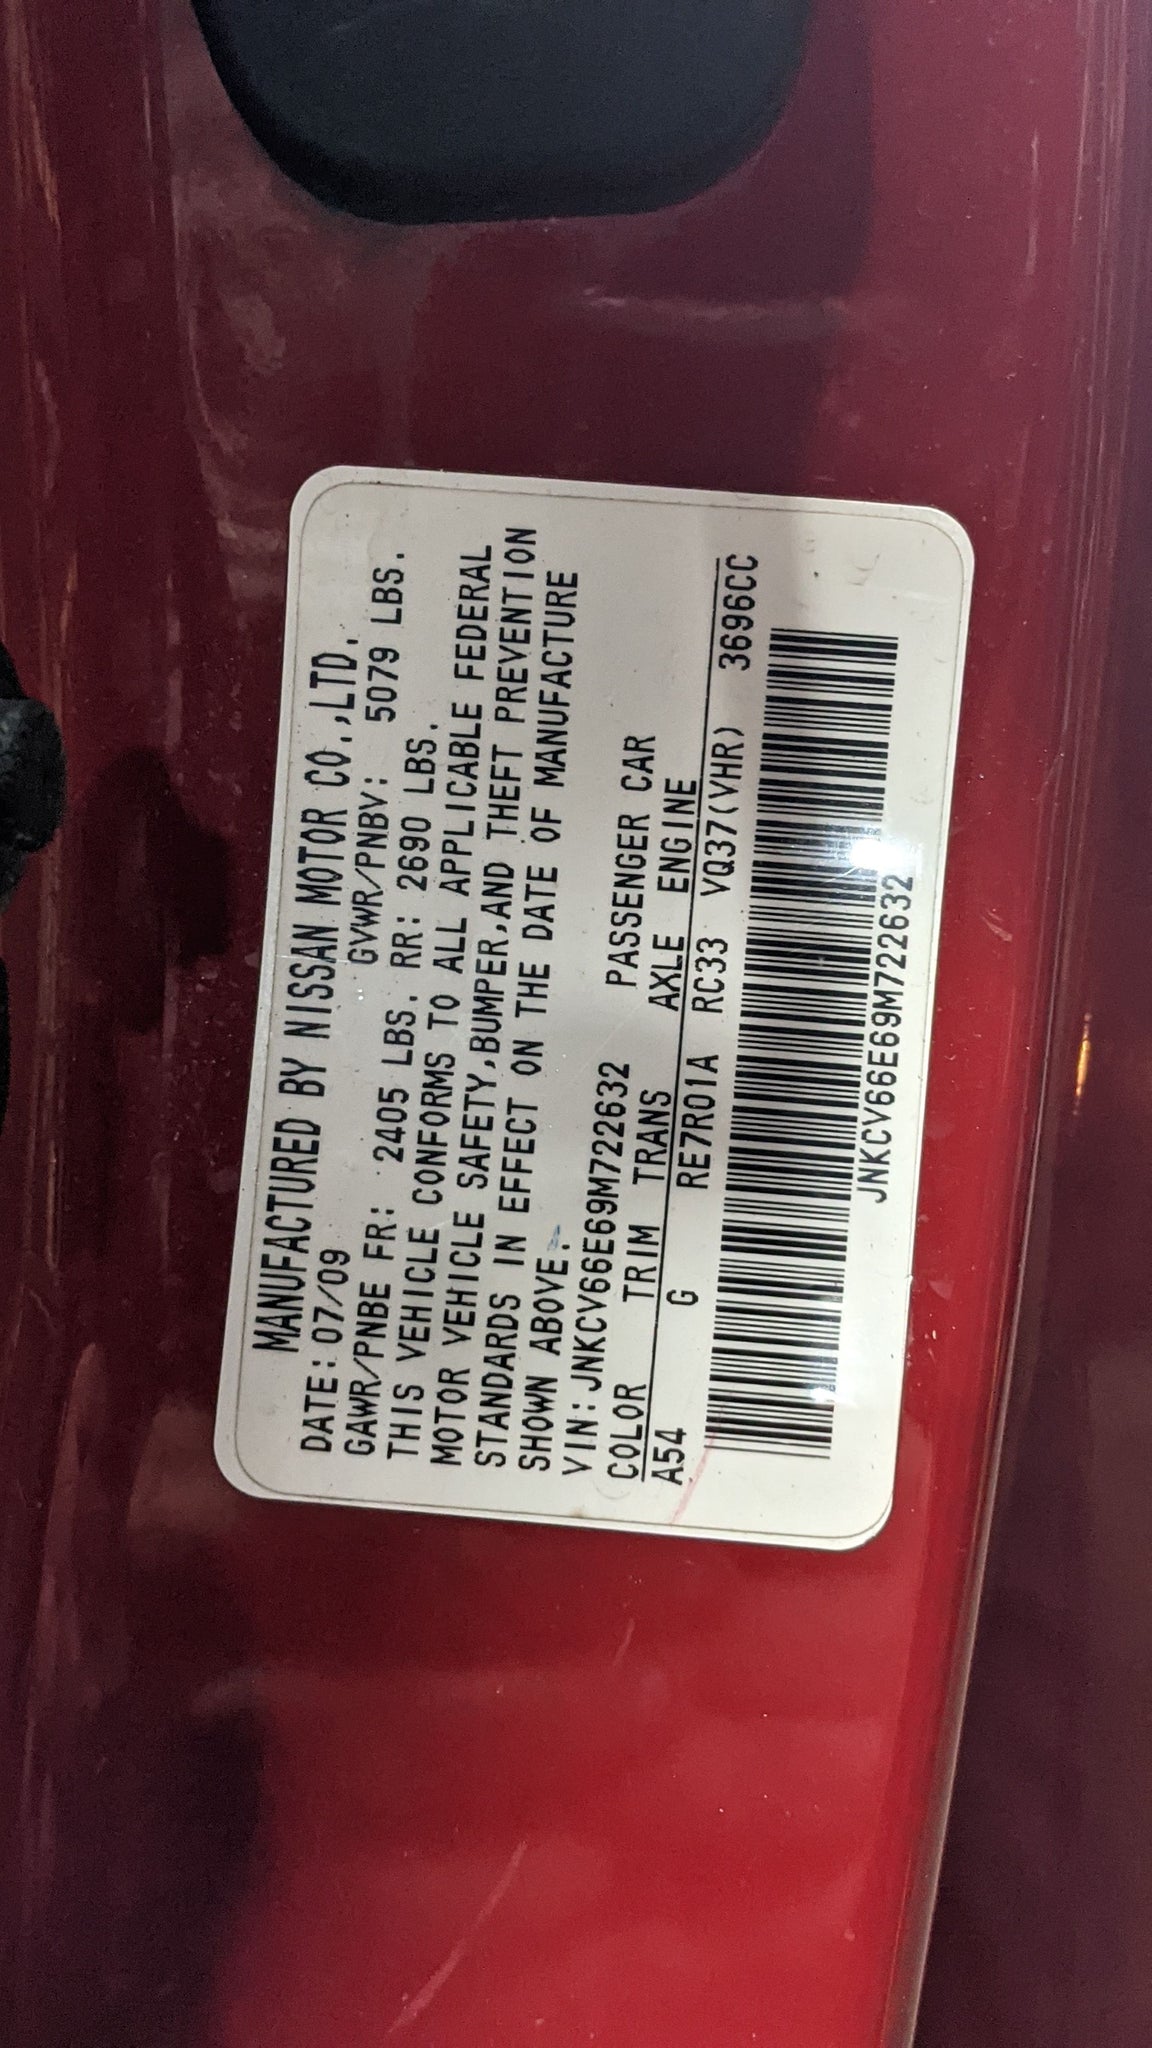 MANUFACTURED BY NISSAN MOTOR CO.,LTD.
DATE: 07/09 GVWR/PNBV: 5079 LBS.
GAWR/PNBE FR: 2405 LBS. RR: 2690 LBS.
THIS VEHICLE CONFORMS TO ALL APPLICABLE FEDERAL
MOTOR VEHICLE SAFETY,BUMPER,AND THEFT PREVENTION
STANDARDS IN EFFECT ON THE DATE OF MANUFACTURE
SHOWN ABOVE.
VIN: JNKCV66E69M722632 PASSENGER CAR
COLOR TRIM TRANS AXLE ENGINE
A54 G RE7R01A RC33 VQ37(VHR) 3696CC
JNKCV66E69M722632